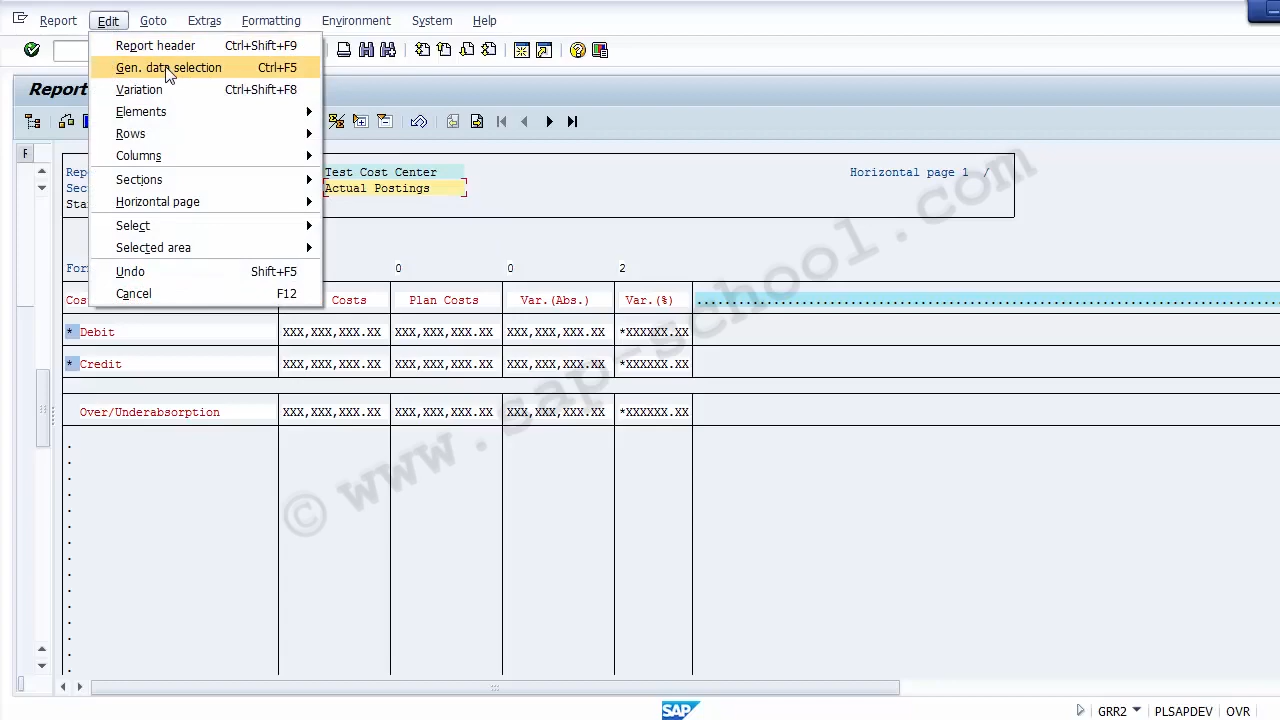 Report Edit Goto Extras Formatting Environment System Help
Report header Ctrl+Shift+F9
Gen. data selection Ctrl+F5
Variation Ctrl+Shift+F8
Elements
Rows
Columns
Sections
Horizontal page
Select
Selected area
Undo Shift+F5
Cancel F12
Report
F
Test Cost Center Horizontal page 1 /
Actual Postings
0 0 2
Costs Plan Costs Var.(Abs.) Var.(%)
* Debit XXX,XXX,XXX.XX XXX,XXX,XXX.XX XXX,XXX,XXX.XX *XXXXXX.XX
* Credit XXX,XXX,XXX.XX XXX,XXX,XXX.XX XXX,XXX,XXX.XX *XXXXXX.XX
Over/Underabsorption XXX,XXX,XXX.XX XXX,XXX,XXX.XX XXX,XXX,XXX.XX *XXXXXX.XX
© www.sap-school.com
SAP
GRR2 PLSAPDEV OVR